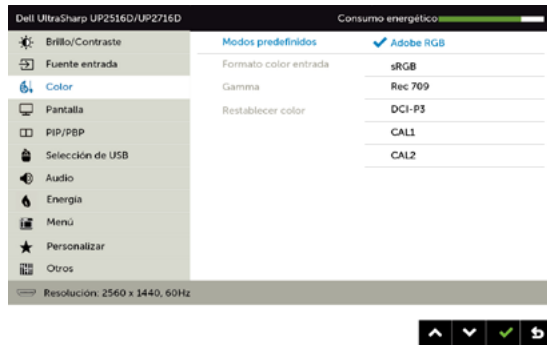 Dell UltraSharp UP2516D/UP2716D Consumo energético
Brillo/Contraste Modos predefinidos Adobe RGB
Fuente entrada Formato color entrada sRGB
Color Gamma Rec 709
Pantalla Restablecer color DCI-P3
PIP/PBP CAL1
Selección de USB CAL2
Audio
Energía
Menú
Personalizar
Otros
Resolución: 2560 x 1440, 60Hz